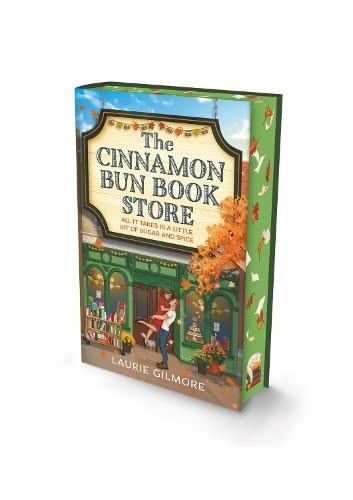 The
CINNAMON
BUN BOOK
STORE
ALL IT TAKES IS A LITTLE
BIT OF SUGAR AND SPICE
LAURIE GILMORE